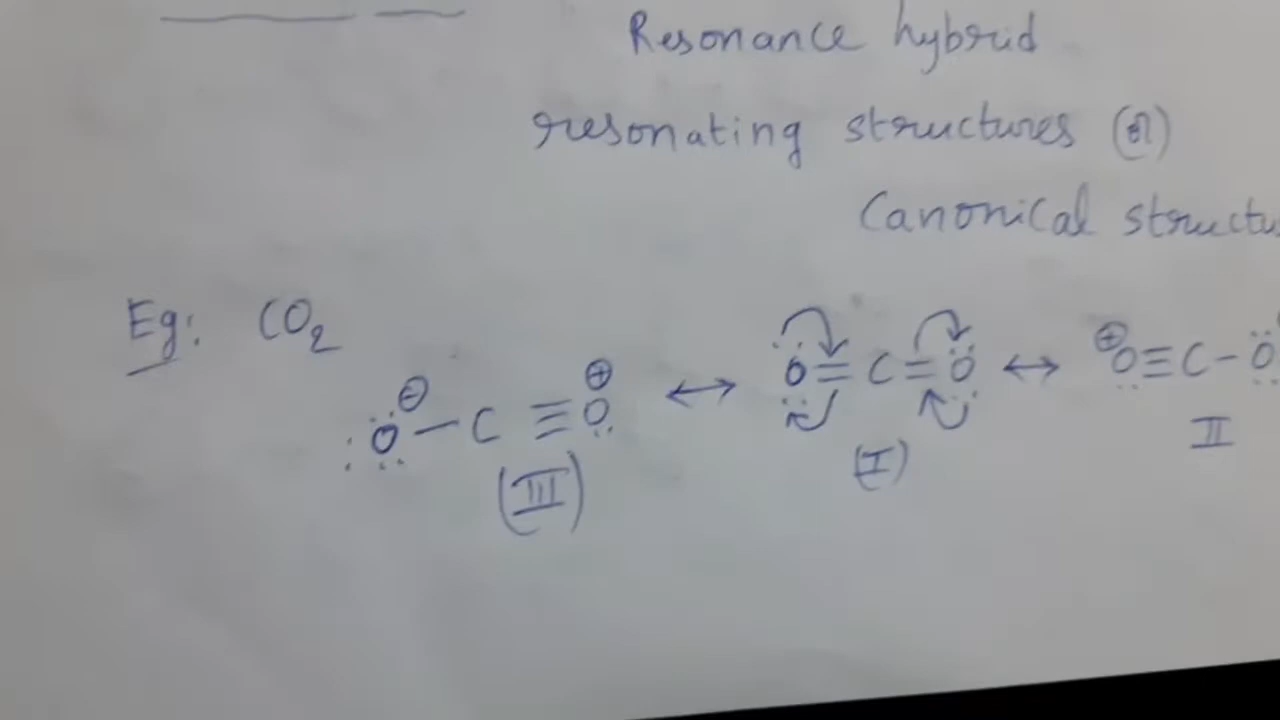 Resonance hybrid
resonating structures (or)
Canonical structu
Eg: CO₂
⊖ ⊕
:Ö̤ – C ≡ O̤ ↔ Ö̤ = C = Ö̤ ↔ ⊕O̤ ≡ C – Ö
(III) (I) II